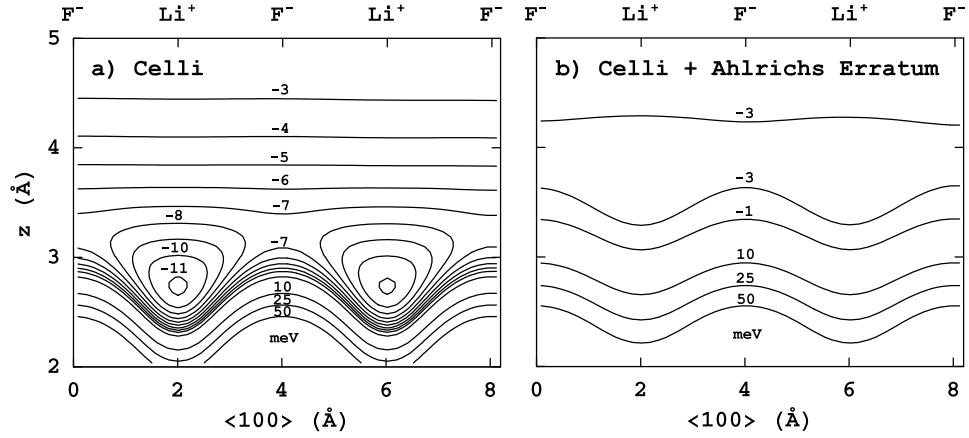 F⁻ Li⁺ F⁻ Li⁺ F⁻ Li⁺ F⁻ Li⁺ F⁻
5
a) Celli
b) Celli + Ahlrichs Erratum
-3
-3
4
-4
-5
-6
-7
-3
z (Å)
-8
-1
3
-10
-7
-11
10
10
25
25
50
50
meV
meV
2
0 2 4 6 8 0 2 4 6 8
<100> (Å) <100> (Å)